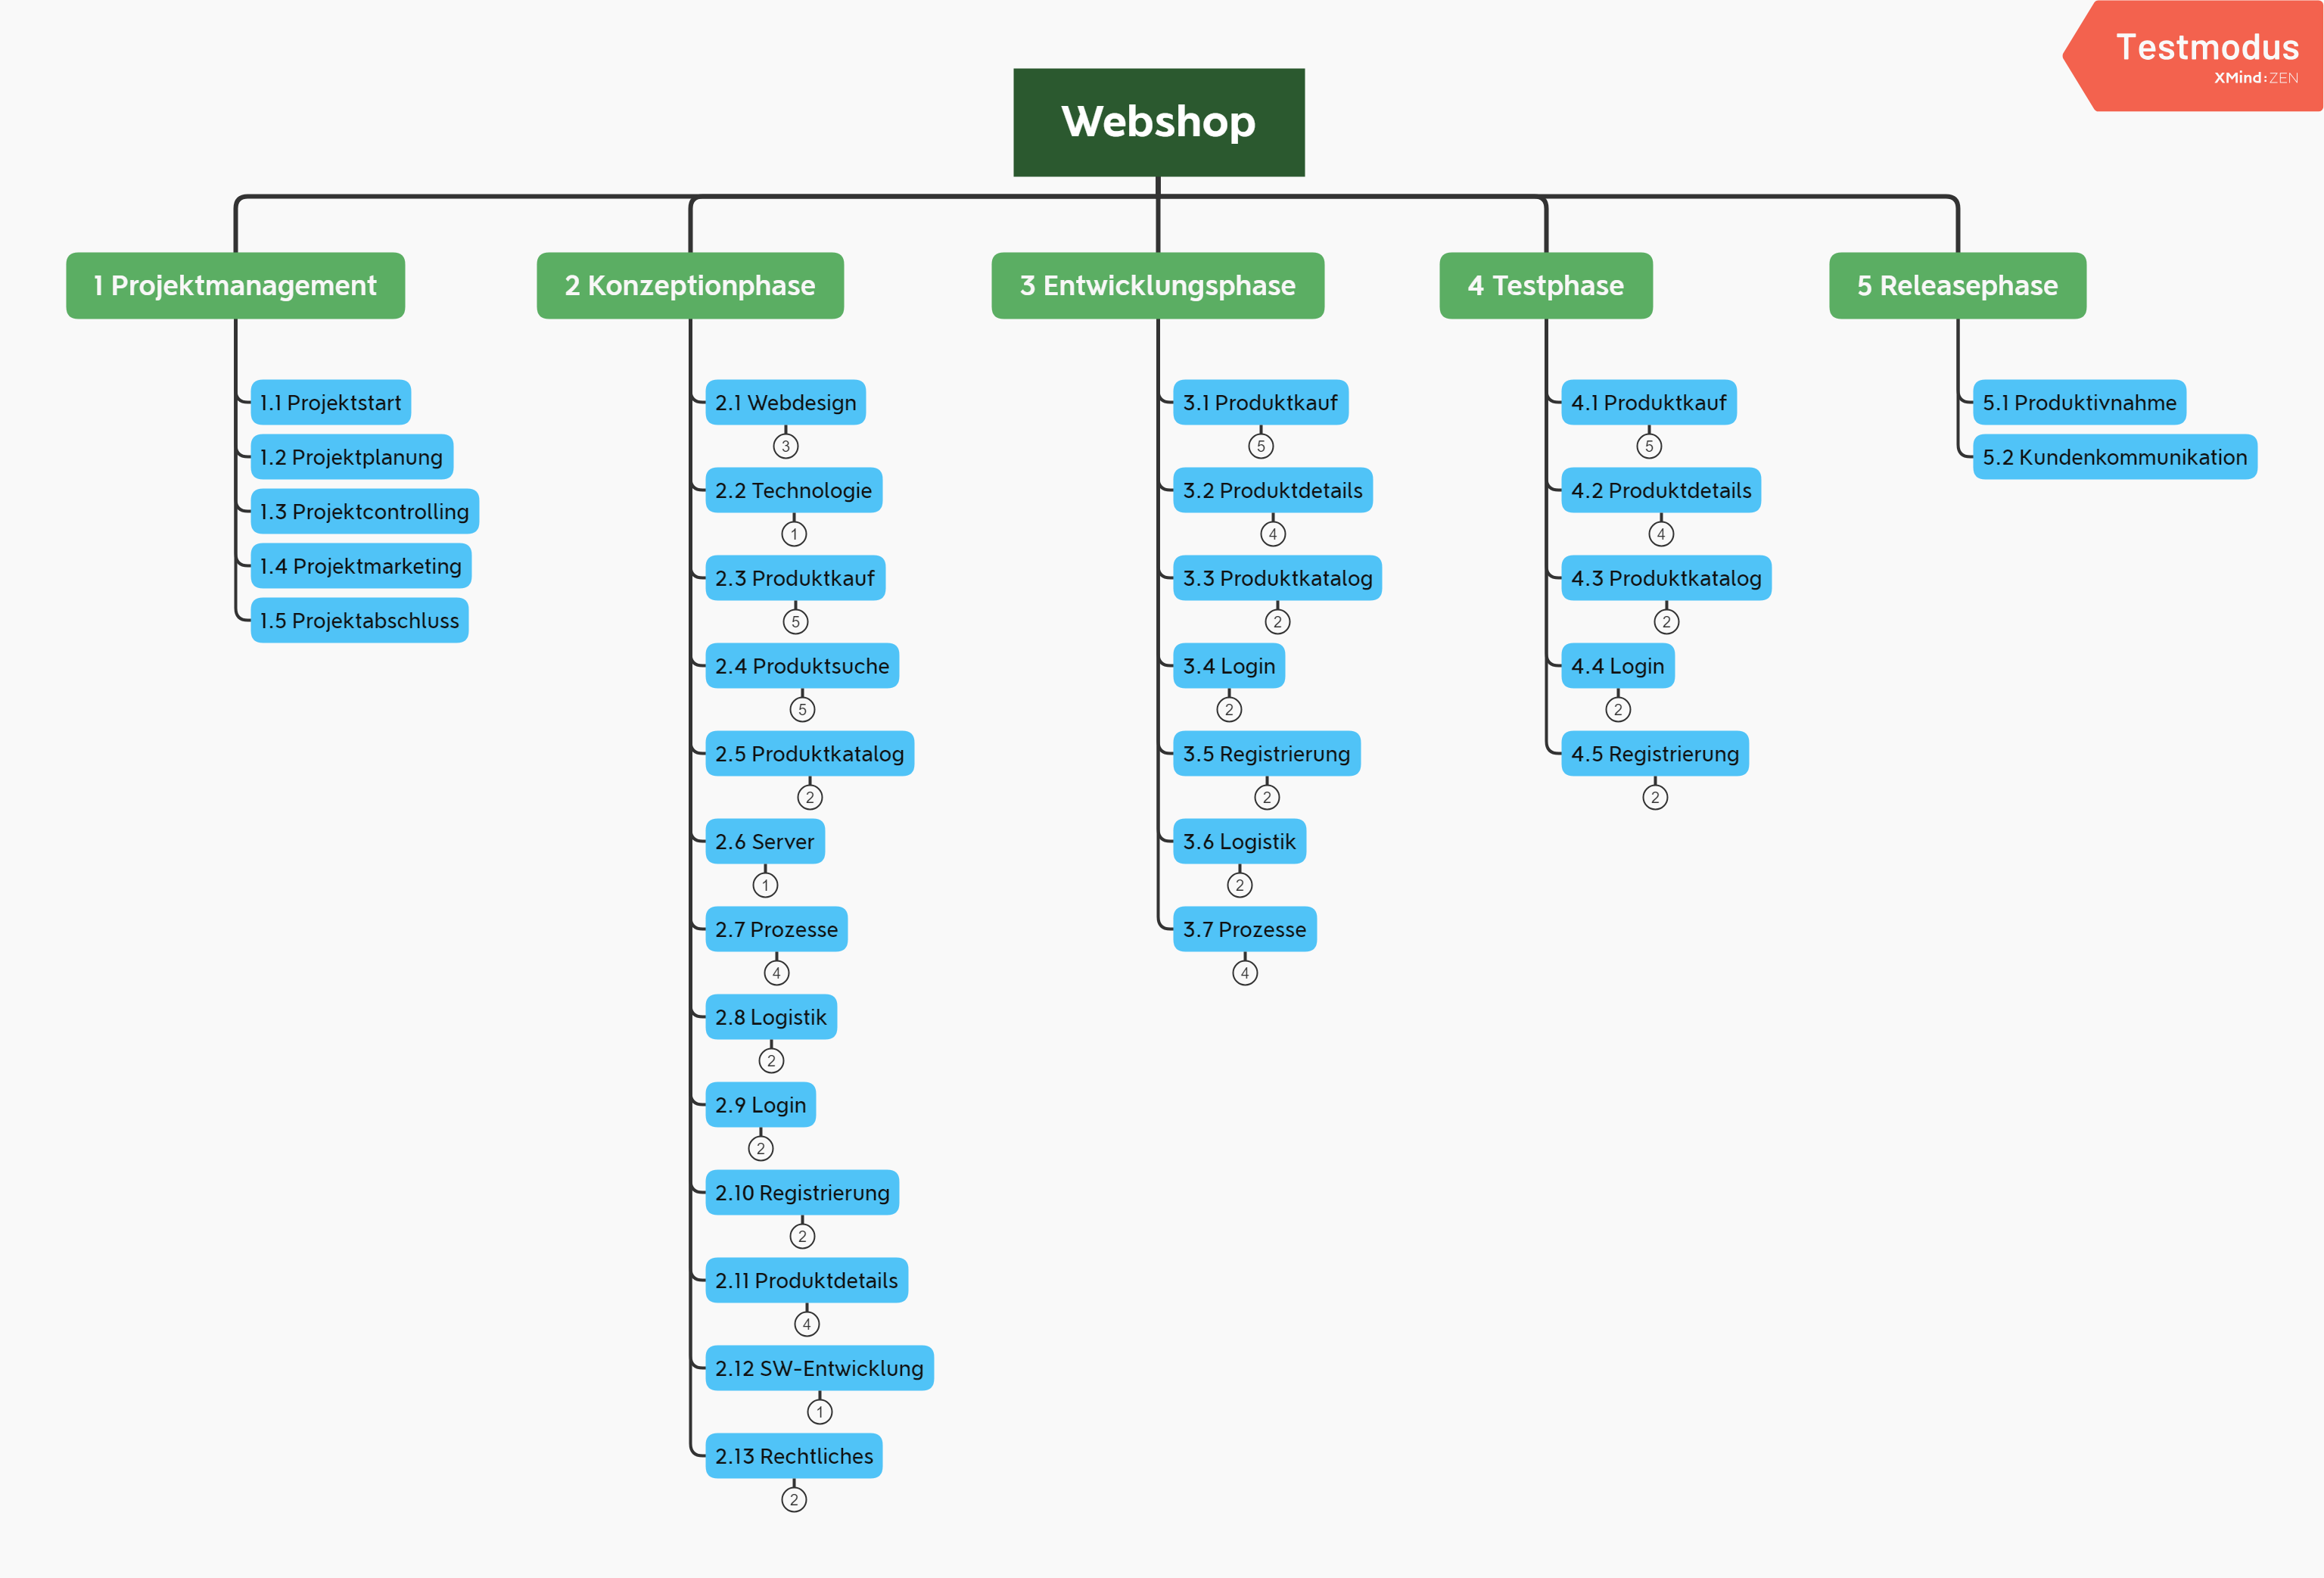 Testmodus
XMind:ZEN
Webshop
1 Projektmanagement
1.1 Projektstart
1.2 Projektplanung
1.3 Projektcontrolling
1.4 Projektmarketing
1.5 Projektabschluss
2 Konzeptionphase
2.1 Webdesign
3
2.2 Technologie
1
2.3 Produktkauf
5
2.4 Produktsuche
5
2.5 Produktkatalog
2
2.6 Server
1
2.7 Prozesse
4
2.8 Logistik
2
2.9 Login
2
2.10 Registrierung
2
2.11 Produktdetails
4
2.12 SW-Entwicklung
1
2.13 Rechtliches
2
3 Entwicklungsphase
3.1 Produktkauf
5
3.2 Produktdetails
4
3.3 Produktkatalog
2
3.4 Login
2
3.5 Registrierung
2
3.6 Logistik
2
3.7 Prozesse
4
4 Testphase
4.1 Produktkauf
5
4.2 Produktdetails
4
4.3 Produktkatalog
2
4.4 Login
2
4.5 Registrierung
2
5 Releasephase
5.1 Produktivnahme
5.2 Kundenkommunikation